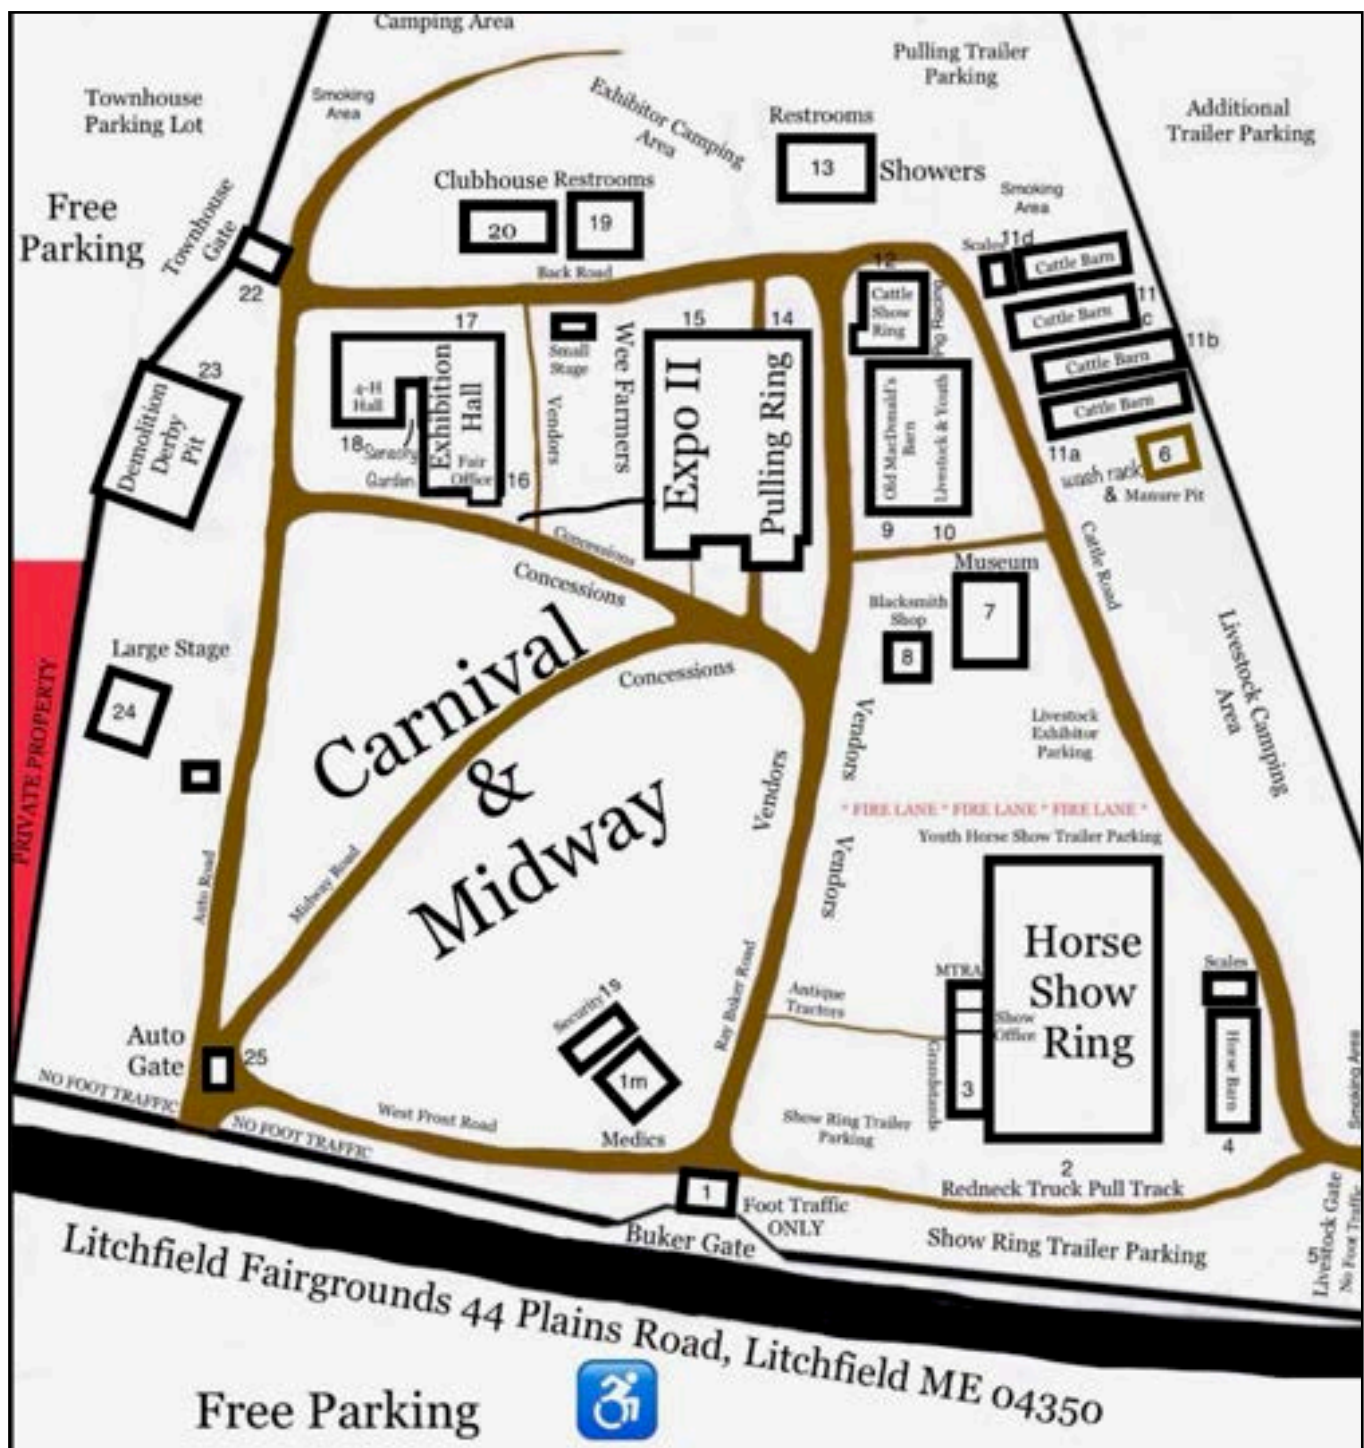 Camping Area
Pulling Trailer
Parking
Townhouse
Parking Lot
Smoking
Area
Exhibitor Camping
Area
Restrooms
13
Showers
Additional
Trailer Parking
Free
Parking
Townhouse
Gate
22
Clubhouse
20
Restrooms
19
Back Road
Smoking
Area
Scales
11d
Cattle Barn
11
c
Cattle Barn
11b
Cattle Barn
Cattle Barn
11a
6
wash rack
& Manure Pit
12
Cattle
Show
Ring
Pig Racing
23
Demolition
Derby
Pit
17
4-H
Hall
Exhibition
Hall
Fair
Office
18
Sensory
Garden
16
Small
Stage
Vendors
Wee Farmers
15
Expo II
14
Pulling Ring
Old MacDonald's
Barn
Livestock & Youth
9
10
Concessions
Concessions
Concessions
Museum
7
Blacksmith
Shop
8
Cattle Road
Livestock Camping
Area
Large Stage
24
PRIVATE PROPERTY
Carnival
&
Midway
Vendors
Vendors
Vendors
Livestock
Exhibitor
Parking
* FIRE LANE * FIRE LANE * FIRE LANE *
Youth Horse Show Trailer Parking
Auto Road
Midway Road
Ray Buker Road
Horse
Show
Ring
MTRA
Show
Office
Grandstands
3
Antique
Tractors
Scales
Horse Barn
4
Security
1s
1m
Medics
Auto
Gate
25
NO FOOT TRAFFIC
NO FOOT TRAFFIC
West Front Road
Show Ring Trailer
Parking
2
Redneck Truck Pull Track
1
Foot Traffic
ONLY
Buker Gate
Show Ring Trailer Parking
Smoking Area
5
Livestock Gate
No Foot Traffic
Litchfield Fairgrounds 44 Plains Road, Litchfield ME 04350
Free Parking